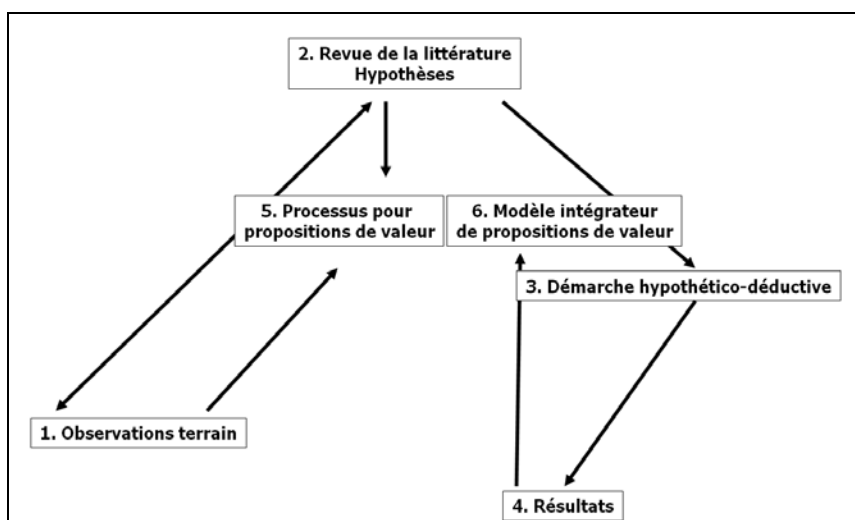 2. Revue de la littérature
Hypothèses
5. Processus pour
propositions de valeur
6. Modèle intégrateur
de propositions de valeur
3. Démarche hypothético-déductive
1. Observations terrain
4. Résultats